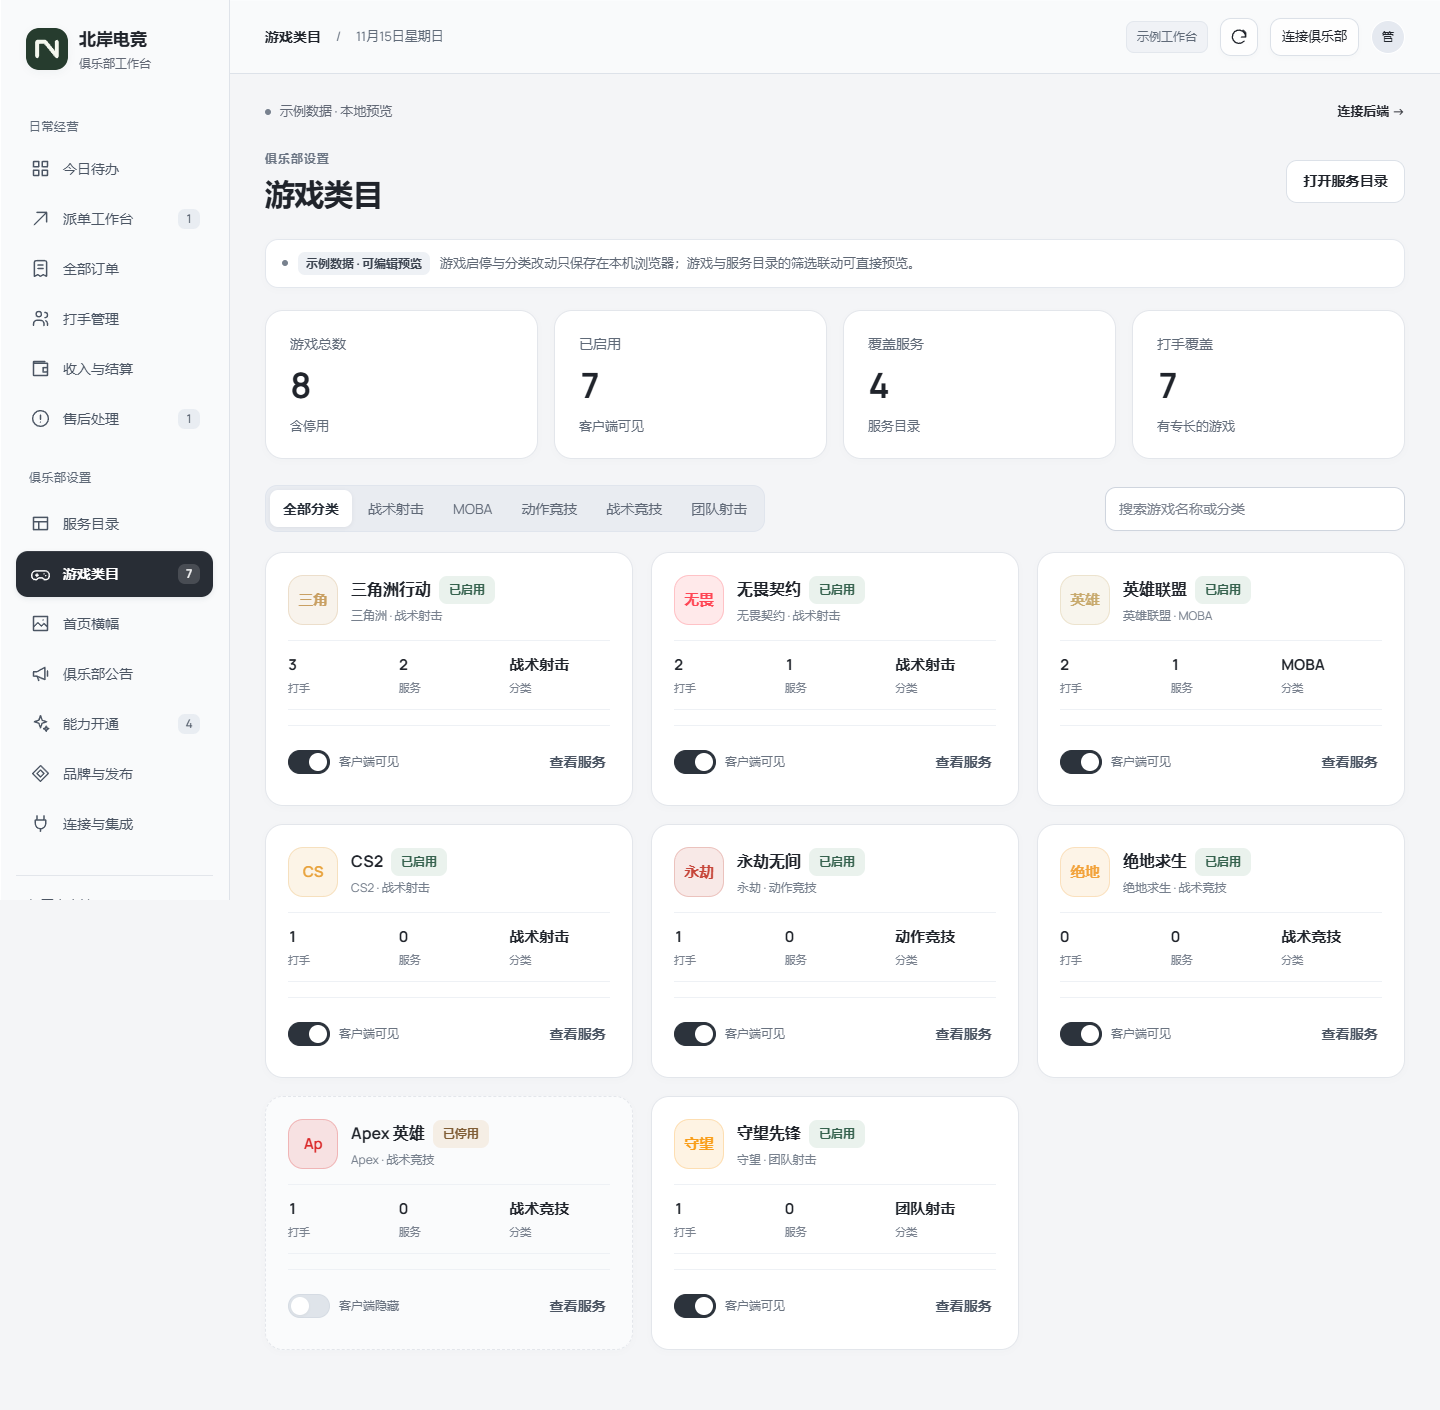 北岸电竞
俱乐部工作台
日常经营
今日待办
派单工作台 1
全部订单
打手管理
收入与结算
售后处理 1
俱乐部设置
服务目录
游戏类目 7
首页横幅
俱乐部公告
能力开通 4
品牌与发布
连接与集成
游戏类目 / 11月15日星期日
示例工作台
连接俱乐部
管
示例数据 · 本地预览
连接后端 →
俱乐部设置
游戏类目
打开服务目录
示例数据 · 可编辑预览 游戏启停与分类改动只保存在本机浏览器；游戏与服务目录的筛选联动可直接预览。
游戏总数
8
含停用
已启用
7
客户端可见
覆盖服务
4
服务目录
打手覆盖
7
有专长的游戏
全部分类 战术射击 MOBA 动作竞技 战术竞技 团队射击
搜索游戏名称或分类
三角
三角洲行动 已启用
三角洲 · 战术射击
3 2 战术射击
打手 服务 分类
客户端可见 查看服务
无畏
无畏契约 已启用
无畏契约 · 战术射击
2 1 战术射击
打手 服务 分类
客户端可见 查看服务
英雄
英雄联盟 已启用
英雄联盟 · MOBA
2 1 MOBA
打手 服务 分类
客户端可见 查看服务
CS
CS2 已启用
CS2 · 战术射击
1 0 战术射击
打手 服务 分类
客户端可见 查看服务
永劫
永劫无间 已启用
永劫 · 动作竞技
1 0 动作竞技
打手 服务 分类
客户端可见 查看服务
绝地
绝地求生 已启用
绝地求生 · 战术竞技
0 0 战术竞技
打手 服务 分类
客户端可见 查看服务
Ap
Apex 英雄 已停用
Apex · 战术竞技
1 0 战术竞技
打手 服务 分类
客户端隐藏 查看服务
守望
守望先锋 已启用
守望 · 团队射击
1 0 团队射击
打手 服务 分类
客户端可见 查看服务